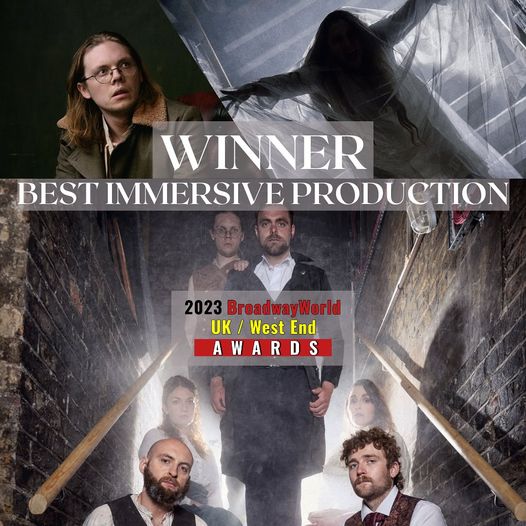 WINNER
BEST IMMERSIVE PRODUCTION
2023 BroadwayWorld
UK / West End
AWARDS